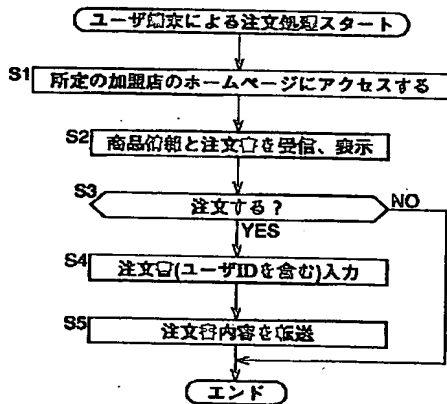 ユーザ端末による注文処理スタート
S1
所定の加盟店のホームページにアクセスする
S2
商品情報と注文書を受信、表示
S3
注文する?
NO
YES
S4
注文書(ユーザIDを含む)入力
S5
注文書内容を転送
エンド